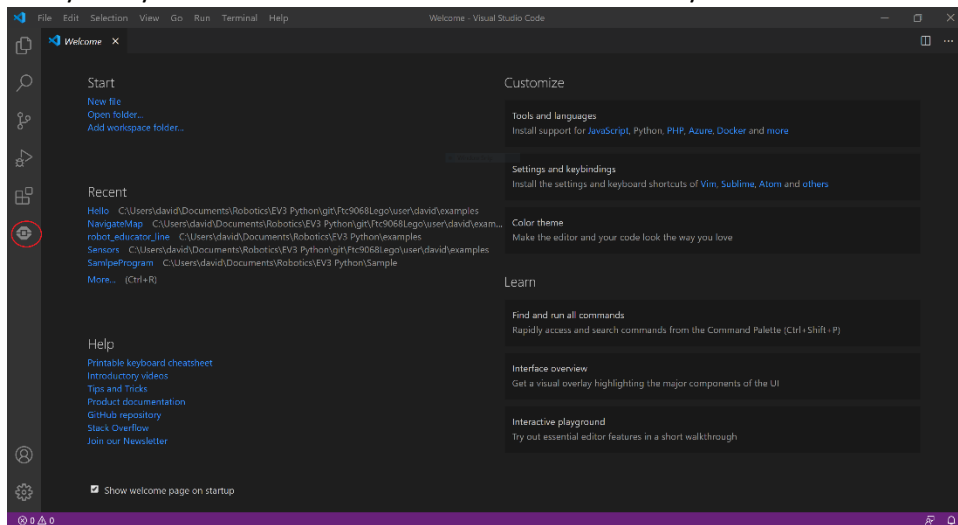 File Edit Selection View Go Run Terminal Help
Welcome - Visual Studio Code
Welcome
Start
New file
Open folder...
Add workspace folder...
Recent
Hello C:\Users\david\Documents\Robotics\EV3 Python\git\Ftc9068Lego\user\david\examples
NavigateMap C:\Users\david\Documents\Robotics\EV3 Python\git\Ftc9068Lego\user\david\exam...
robot_educator_line C:\Users\david\Documents\Robotics\EV3 Python\examples
Sensors C:\Users\david\Documents\Robotics\EV3 Python\git\Ftc9068Lego\user\david\examples
SamlpeProgram C:\Users\david\Documents\Robotics\EV3 Python\Sample
More... (Ctrl+R)
Help
Printable keyboard cheatsheet
Introductory videos
Tips and Tricks
Product documentation
GitHub repository
Stack Overflow
Join our Newsletter
Show welcome page on startup
Customize
Tools and languages
Install support for JavaScript, Python, PHP, Azure, Docker and more
Settings and keybindings
Install the settings and keyboard shortcuts of Vim, Sublime, Atom and others
Color theme
Make the editor and your code look the way you love
Learn
Find and run all commands
Rapidly access and search commands from the Command Palette (Ctrl+Shift+P)
Interface overview
Get a visual overlay highlighting the major components of the UI
Interactive playground
Try out essential editor features in a short walkthrough
0 0